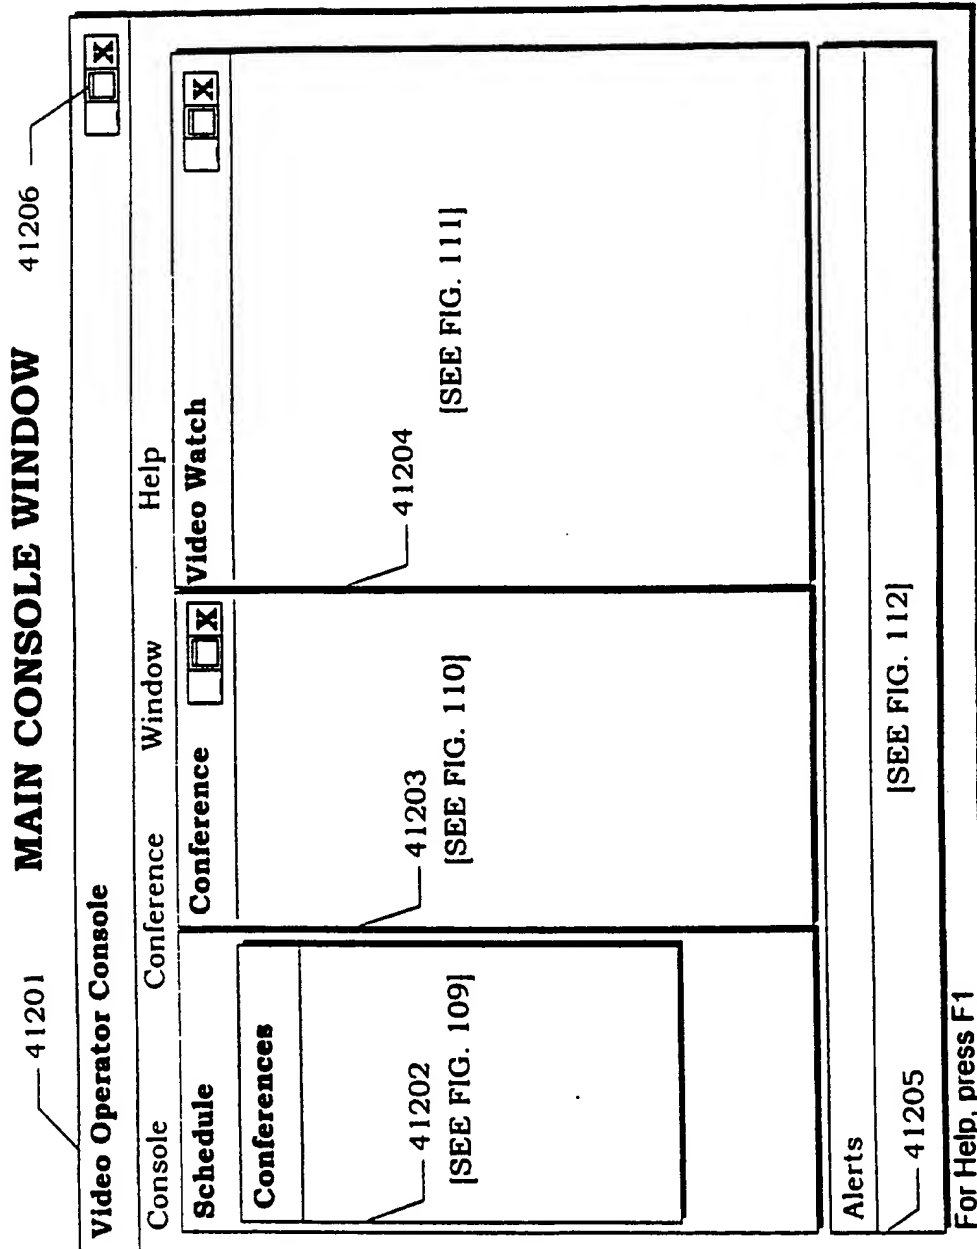 MAIN CONSOLE WINDOW
41201
41206
Video Operator Console
X
Console Conference Window Help
Schedule
Conferences
41202
[SEE FIG. 109]
Conference
X
41203
[SEE FIG. 110]
Video Watch
X
41204
[SEE FIG. 111]
Alerts
41205
[SEE FIG. 112]
For Help, press F1